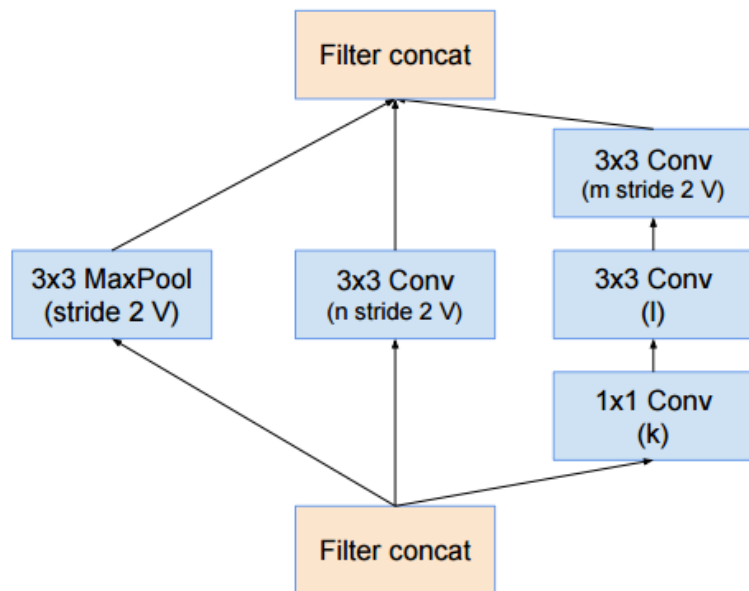 Filter concat
3x3 Conv
(m stride 2 V)
3x3 MaxPool
(stride 2 V)
3x3 Conv
(n stride 2 V)
3x3 Conv
(l)
1x1 Conv
(k)
Filter concat